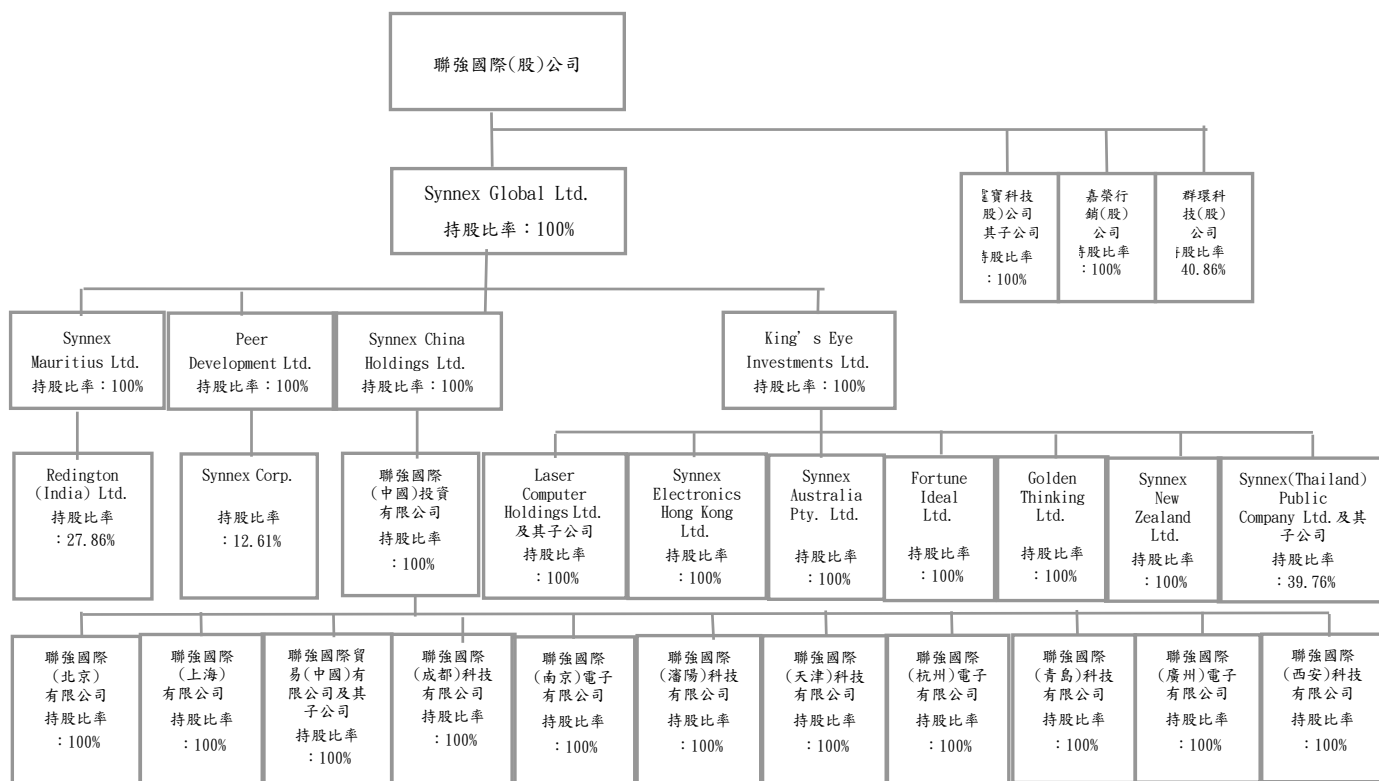 聯強國際(股)公司
Synnex Global Ltd.
持股比率：100%
寶科技
股)公司
其子公司
持股比率
：100%
嘉榮行
銷(股)
公司
持股比率
：100%
群環科
技(股)
公司
持股比率
40.86%
Synnex
Mauritius Ltd.
持股比率：100%
Peer
Development Ltd.
持股比率：100%
Synnex China
Holdings Ltd.
持股比率：100%
King’s Eye
Investments Ltd.
持股比率：100%
Redington
(India) Ltd.
持股比率
：27.86%
Synnex Corp.
持股比率
：12.61%
聯強國際
(中國)投資
有限公司
持股比率
：100%
Laser
Computer
Holdings Ltd.
及其子公司
持股比率
：100%
Synnex
Electronics
Hong Kong
Ltd.
持股比率
：100%
Synnex
Australia
Pty. Ltd.
持股比率
：100%
Fortune
Ideal
Ltd.
持股比率
：100%
Golden
Thinking
Ltd.
持股比率
：100%
Synnex
New
Zealand
Ltd.
持股比率
：100%
Synnex(Thailand)
Public
Company Ltd.及其
子公司
持股比率
：39.76%
聯強國際
(北京)
有限公司
持股比率
：100%
聯強國際
(上海)
有限公司
持股比率
：100%
聯強國際貿
易(中國)有
限公司及其
子公司
持股比率
：100%
聯強國際
(成都)科技
有限公司
持股比率
：100%
聯強國際
(南京)電子
有限公司
持股比率
：100%
聯強國際
(瀋陽)科技
有限公司
持股比率
：100%
聯強國際
(天津)科技
有限公司
持股比率
：100%
聯強國際
(杭州)電子
有限公司
持股比率
：100%
聯強國際
(青島)科技
有限公司
持股比率
：100%
聯強國際
(廣州)電子
有限公司
持股比率
：100%
聯強國際
(西安)科技
有限公司
持股比率
：100%